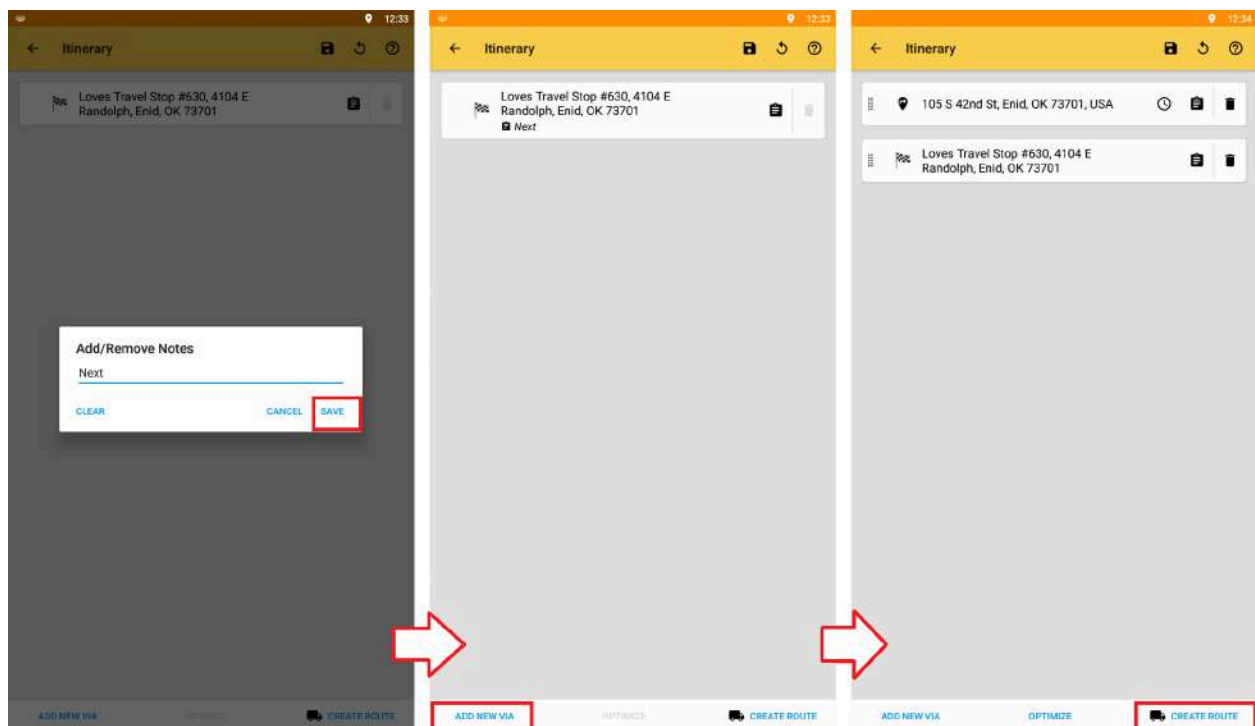 12:33
Itinerary
Loves Travel Stop #630, 4104 E
Randolph, Enid, OK 73701
Add/Remove Notes
Next
CLEAR CANCEL SAVE
ADD NEW VIA OPTIMIZE CREATE ROUTE
12:33
Itinerary
Loves Travel Stop #630, 4104 E
Randolph, Enid, OK 73701
Next
ADD NEW VIA OPTIMIZE CREATE ROUTE
12:34
Itinerary
105 S 42nd St, Enid, OK 73701, USA
Loves Travel Stop #630, 4104 E
Randolph, Enid, OK 73701
ADD NEW VIA OPTIMIZE CREATE ROUTE